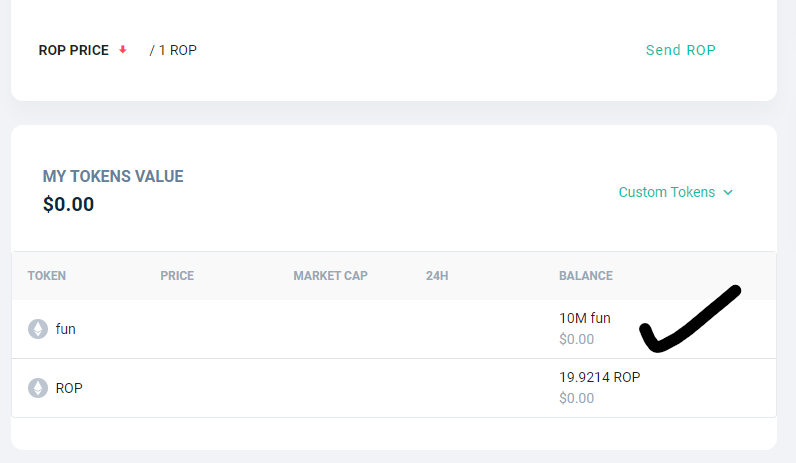 ROP PRICE / 1 ROP Send ROP
MY TOKENS VALUE
$0.00
Custom Tokens
TOKEN PRICE MARKET CAP 24H BALANCE
fun 10M fun
$0.00
ROP 19.9214 ROP
$0.00